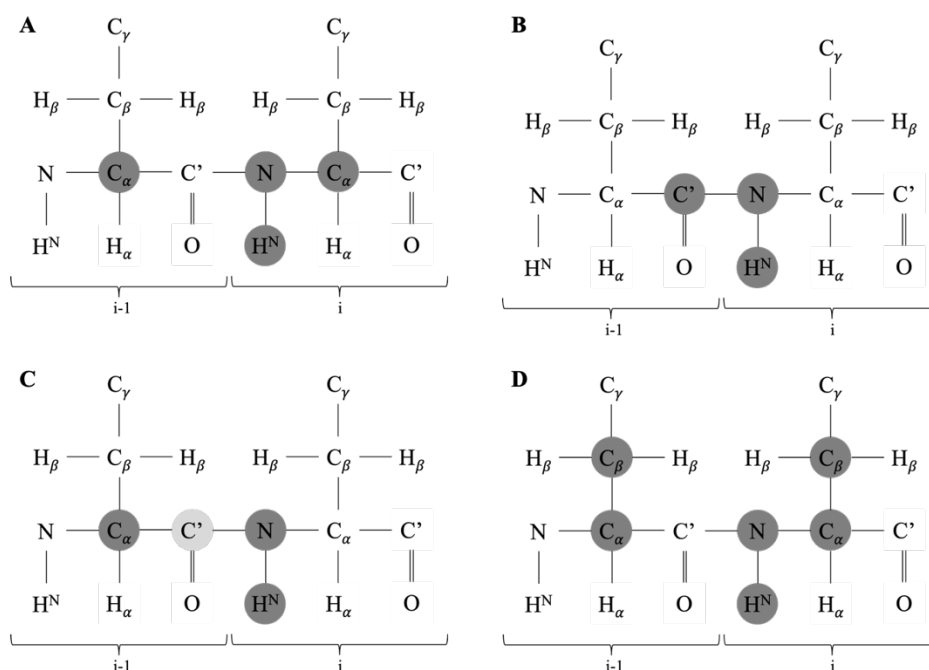 A
C𝛾 C𝛾
H𝛽 C𝛽 H𝛽 H𝛽 C𝛽 H𝛽
N C𝛼 C’ N C𝛼 C’
Hᴺ H𝛼 O Hᴺ H𝛼 O
i-1 i
B
C𝛾 C𝛾
H𝛽 C𝛽 H𝛽 H𝛽 C𝛽 H𝛽
N C𝛼 C’ N C𝛼 C’
Hᴺ H𝛼 O Hᴺ H𝛼 O
i-1 i
C
C𝛾 C𝛾
H𝛽 C𝛽 H𝛽 H𝛽 C𝛽 H𝛽
N C𝛼 C’ N C𝛼 C’
Hᴺ H𝛼 O Hᴺ H𝛼 O
i-1 i
D
C𝛾 C𝛾
H𝛽 C𝛽 H𝛽 H𝛽 C𝛽 H𝛽
N C𝛼 C’ N C𝛼 C’
Hᴺ H𝛼 O Hᴺ H𝛼 O
i-1 i